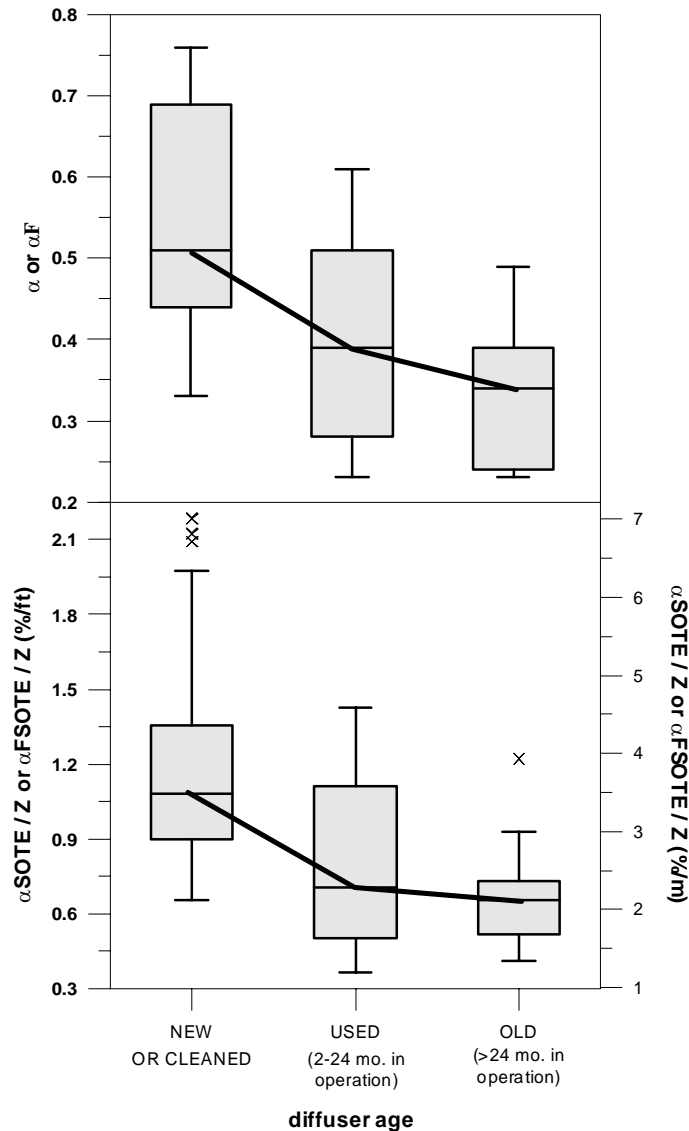 0.8
0.7
0.6
0.5
0.4
0.3
0.2
α or αF
2.1
1.8
1.5
1.2
0.9
0.6
0.3
αSOTE / Z or αFSOTE / Z (%/ft)
7
6
5
4
3
2
1
αSOTE / Z or αFSOTE / Z (%/m)
NEW
OR CLEANED
USED
(2-24 mo. in
operation)
OLD
(>24 mo. in
operation)
diffuser age